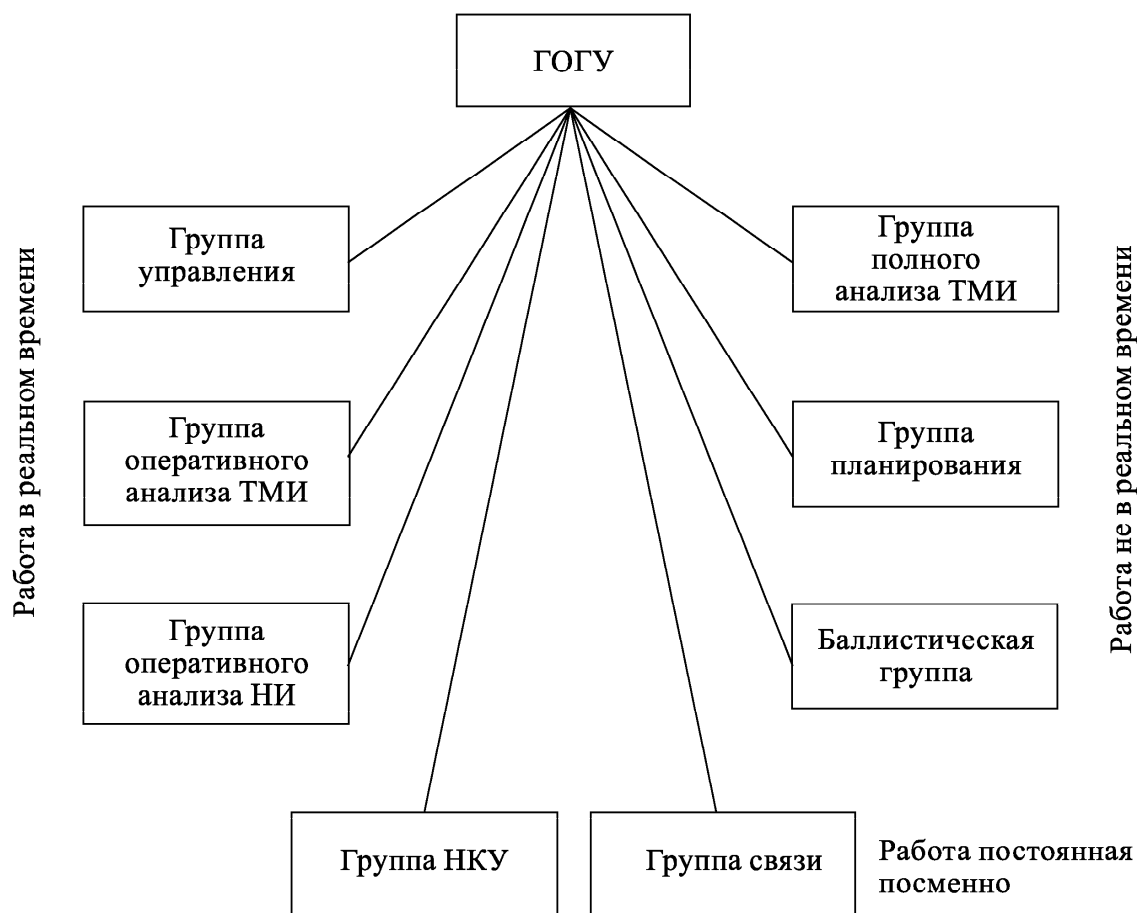 ГОГУ
Работа в реальном времени
Группа
управления
Группа
оперативного
анализа ТМИ
Группа
оперативного
анализа НИ
Группа
полного
анализа ТМИ
Группа
планирования
Баллистическая
группа
Работа не в реальном времени
Группа НКУ
Группа связи
Работа постоянная
посменно